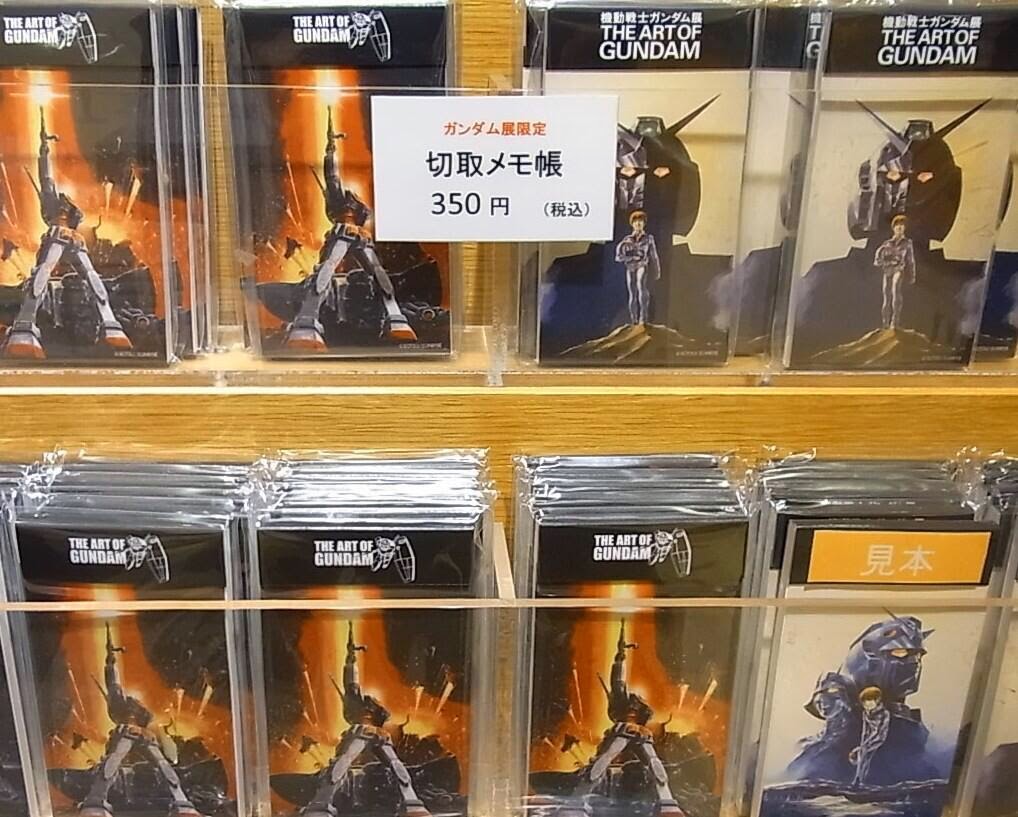 THE ART OF
GUNDAM
THE ART OF
GUNDAM
機動戦士ガンダム展
THE ART OF
GUNDAM
機動戦士ガンダム展
THE ART OF
GUNDAM
ガンダム展限定
切取メモ帳
350 円 (税込)
THE ART OF
GUNDAM
THE ART OF
GUNDAM
THE ART OF
GUNDAM
見本